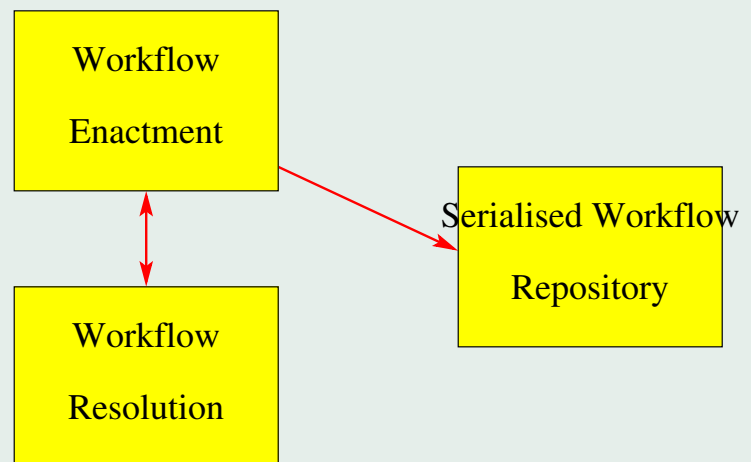 Workflow
Enactment
Serialised Workflow
Repository
Workflow
Resolution